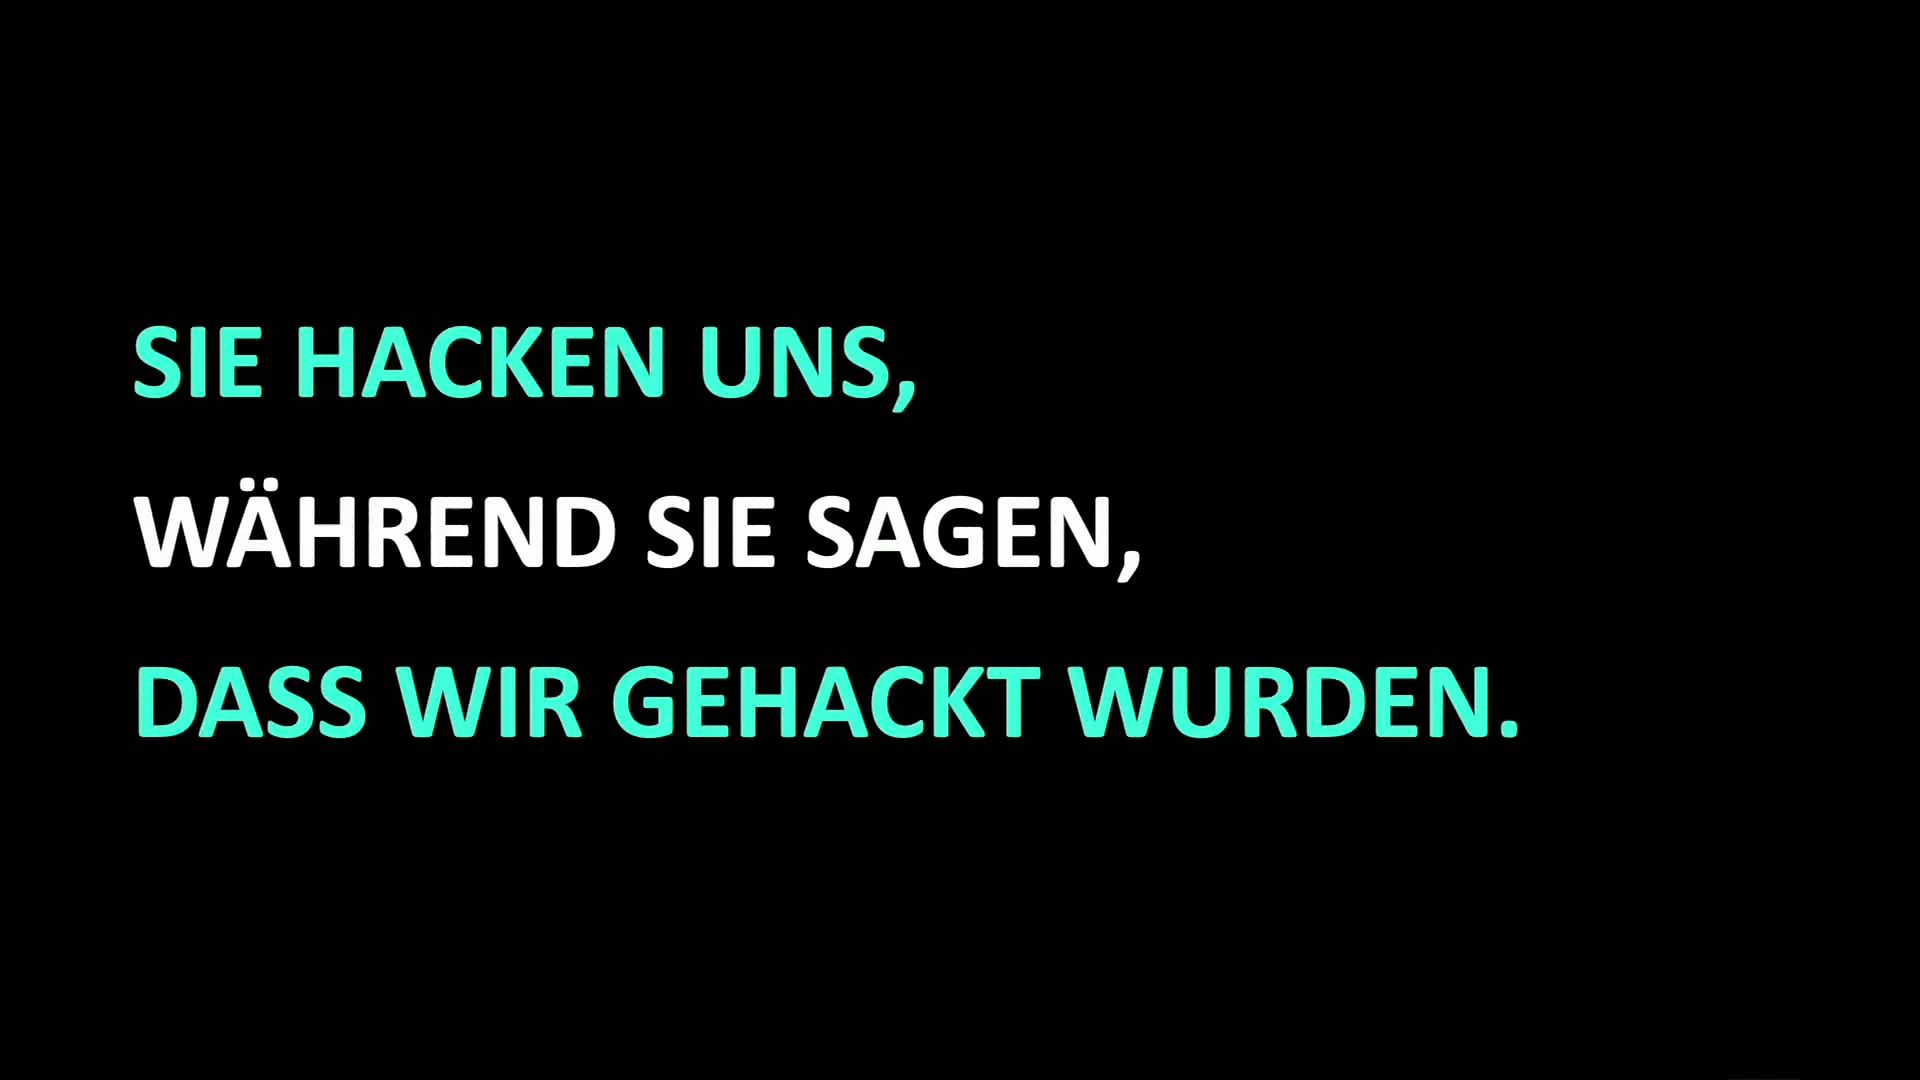 SIE HACKEN UNS,
WÄHREND SIE SAGEN,
DASS WIR GEHACKT WURDEN.